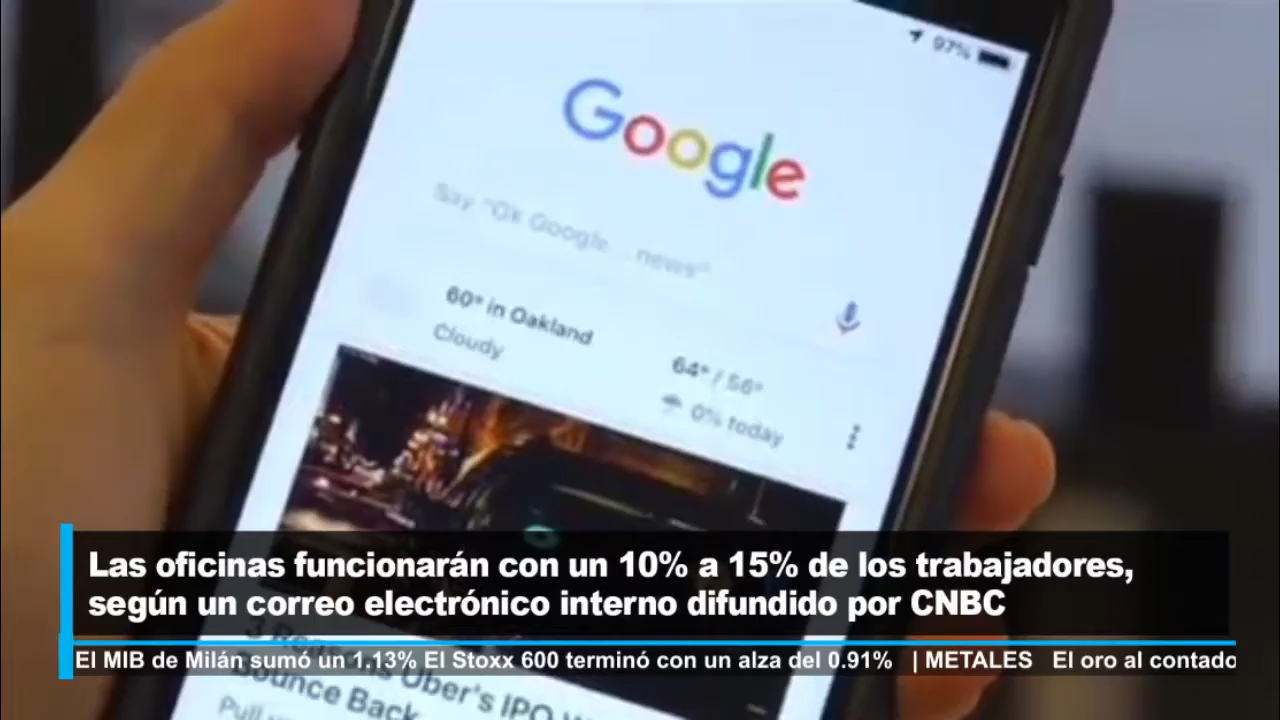 97%
Google
Say "Ok Google... news"
60° in Oakland
Cloudy
64° / 56°
0% today
Las oficinas funcionarán con un 10% a 15% de los trabajadores,
según un correo electrónico interno difundido por CNBC
El MIB de Milán sumó un 1.13% El Stoxx 600 terminó con un alza del 0.91% | METALES El oro al contado
3 Reasons Uber's IPO
Bounce Back
Pull